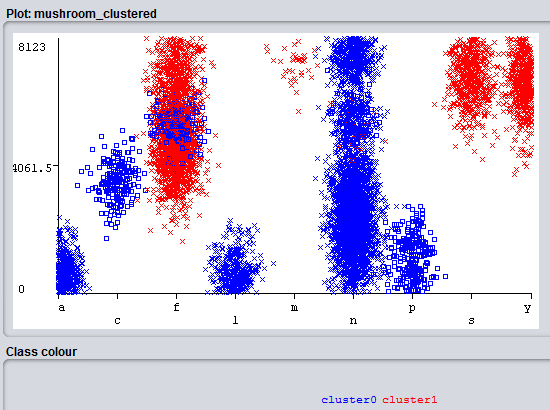 Plot: mushroom_clustered
8123
4061.5
0
a f m p y
c l n s
Class colour
cluster0 cluster1